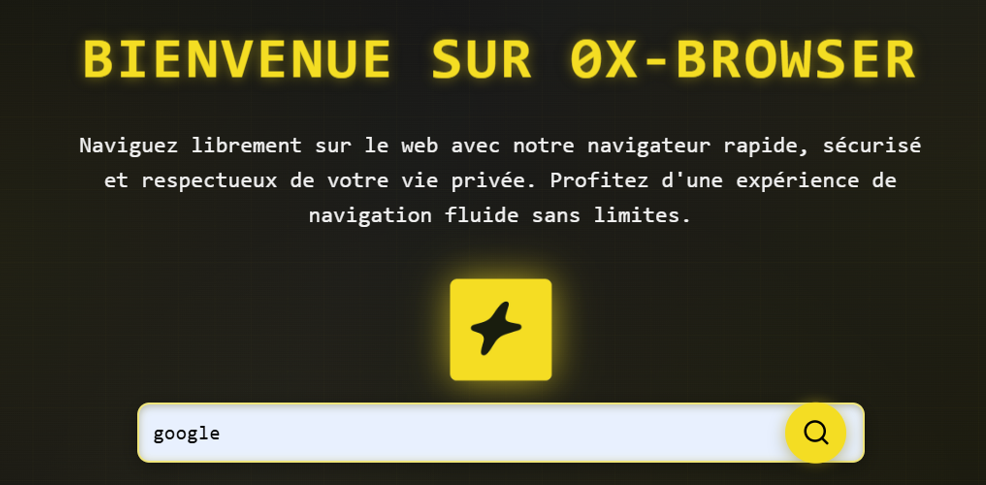 BIENVENUE SUR 0X-BROWSER
Naviguez librement sur le web avec notre navigateur rapide, sécurisé
et respectueux de votre vie privée. Profitez d'une expérience de
navigation fluide sans limites.
google